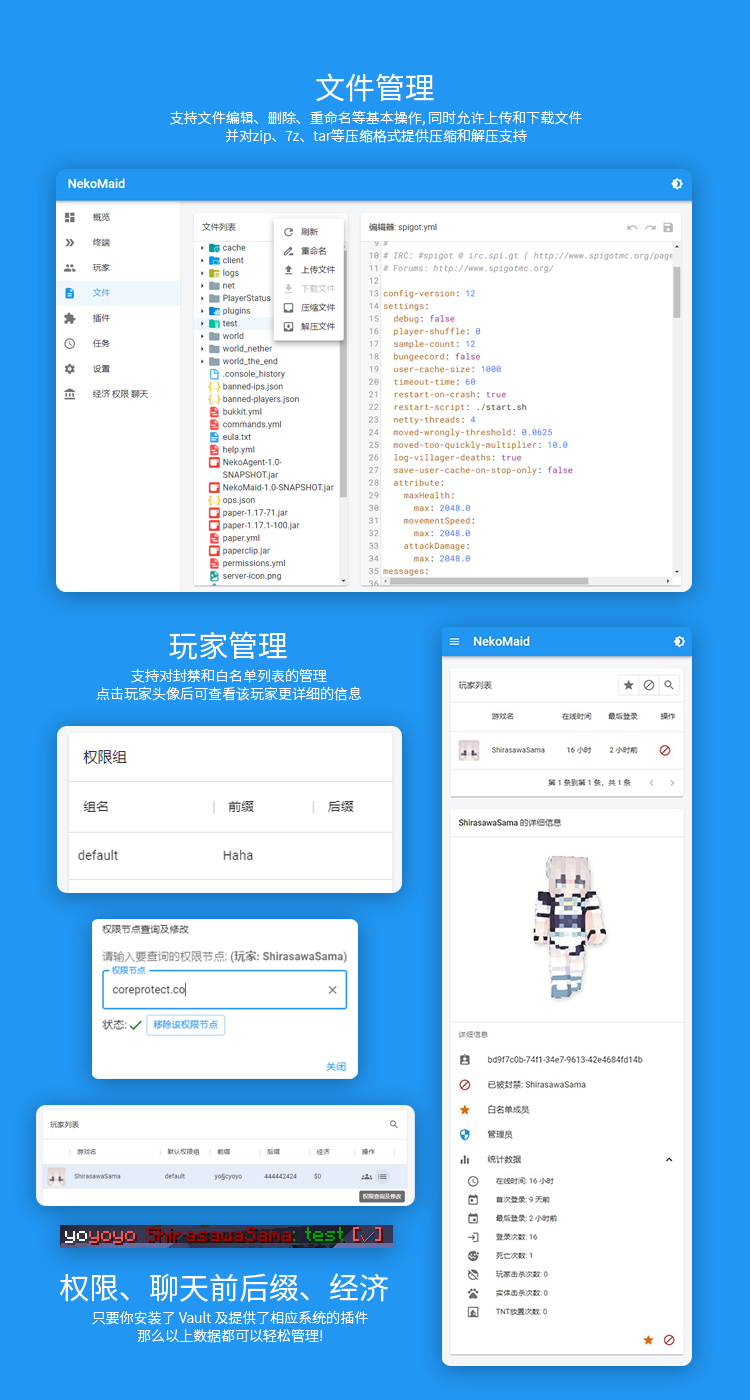 文件管理
支持文件编辑、删除、重命名等基本操作, 同时允许上传和下载文件
并对zip、7z、tar等压缩格式提供压缩和解压支持
NekoMaid
概览
终端
玩家
文件
插件
任务
设置
经济 权限 聊天
文件列表
cache
client
logs
net
PlayerStatus
plugins
test
world
world_nether
world_the_end
.console_history
banned-ips.json
banned-players.json
bukkit.yml
commands.yml
eula.txt
help.yml
NekoAgent-1.0-
SNAPSHOT.jar
NekoMaid-1.0-SNAPSHOT.jar
ops.json
paper-1.17-71.jar
paper-1.17.1-100.jar
paper.yml
paperclip.jar
permissions.yml
server-icon.png
刷新
重命名
上传文件
下载文件
压缩文件
解压文件
编辑器: spigot.yml
9 #
10 # IRC: #spigot @ irc.spi.gt ( http://www.spigotmc.org/page
11 # Forums: http://www.spigotmc.org/
12
13 config-version: 12
14 settings:
15 debug: false
16 player-shuffle: 0
17 sample-count: 12
18 bungeecord: false
19 user-cache-size: 1000
20 timeout-time: 60
21 restart-on-crash: true
22 restart-script: ./start.sh
23 netty-threads: 4
24 moved-wrongly-threshold: 0.0625
25 moved-too-quickly-multiplier: 10.0
26 log-villager-deaths: true
27 save-user-cache-on-stop-only: false
28 attribute:
29 maxHealth:
30 max: 2048.0
31 movementSpeed:
32 max: 2048.0
33 attackDamage:
34 max: 2048.0
35 messages:
36
玩家管理
支持对封禁和白名单列表的管理
点击玩家头像后可查看该玩家更详细的信息
权限组
组名 前缀 后缀
default Haha
权限节点查询及修改
请输入要查询的权限节点: (玩家: ShirasawaSama)
权限节点
coreprotect.co
状态: 移除该权限节点
关闭
玩家列表
游戏名 默认权限组 前缀 后缀 经济 操作
ShirasawaSama default yo§cyoyo 444442424 $0
权限查询及修改
yoyoyo ShirasawaSama: test [✓]
权限、聊天前后缀、经济
只要你安装了 Vault 及提供了相应系统的插件
那么以上数据都可以轻松管理!
NekoMaid
玩家列表
游戏名 在线时间 最后登录 操作
ShirasawaSama 16 小时 2 小时前
第 1 条到第 1 条，共 1 条
ShirasawaSama 的详细信息
详细信息
bd9f7c0b-74f1-34e7-9613-42e4684fd14b
已被封禁: ShirasawaSama
白名单成员
管理员
统计数据
在线时间: 16 小时
首次登录: 9 天前
最后登录: 2 小时前
登录次数: 16
死亡次数: 1
玩家击杀次数: 0
实体击杀次数: 0
TNT放置次数: 0